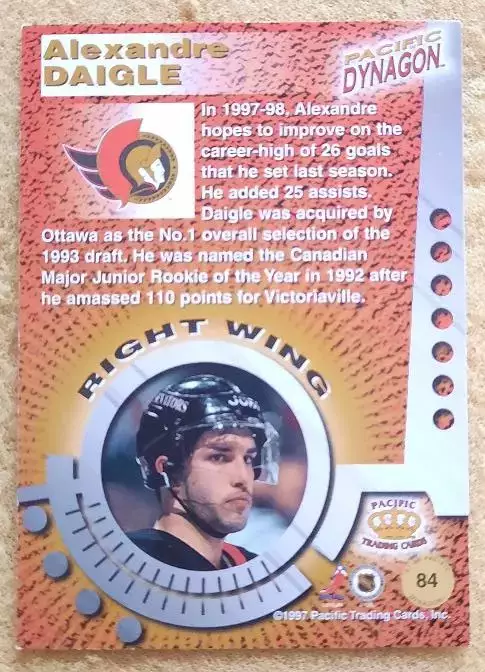 Alexandre
DAIGLE
PACIFIC
DYNAGON
In 1997-98, Alexandre
hopes to improve on the
career-high of 26 goals
that he set last season.
He added 25 assists.
Daigle was acquired by
Ottawa as the No.1 overall selection of the
1993 draft. He was named the Canadian
Major Junior Rookie of the Year in 1992 after
he amassed 110 points for Victoriaville.
RIGHT WING
PACIFIC
TRADING CARDS
84
©1997 Pacific Trading Cards, Inc.